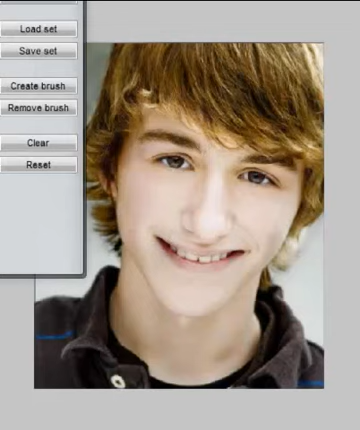 Load set
Save set
Create brush
Remove brush
Clear
Reset